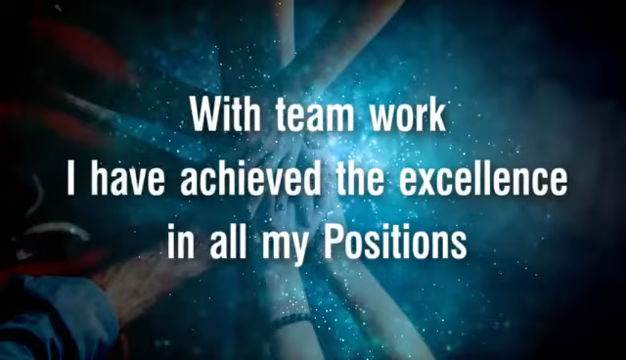 With team work
I have achieved the excellence
in all my Positions